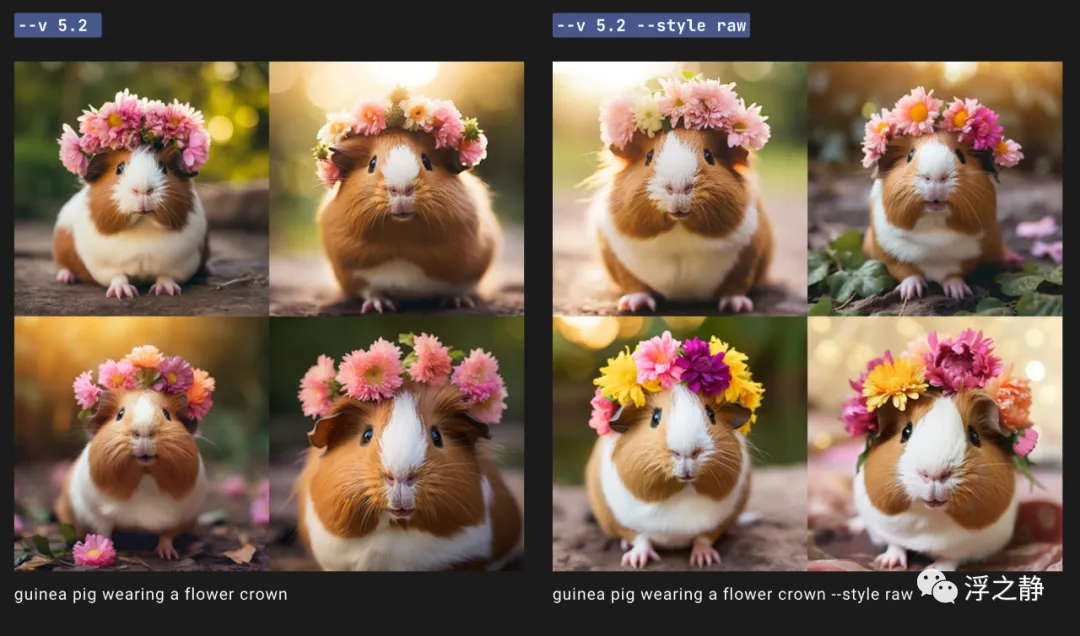 --v 5.2
--v 5.2 --style raw
guinea pig wearing a flower crown
guinea pig wearing a flower crown --style raw
浮之静